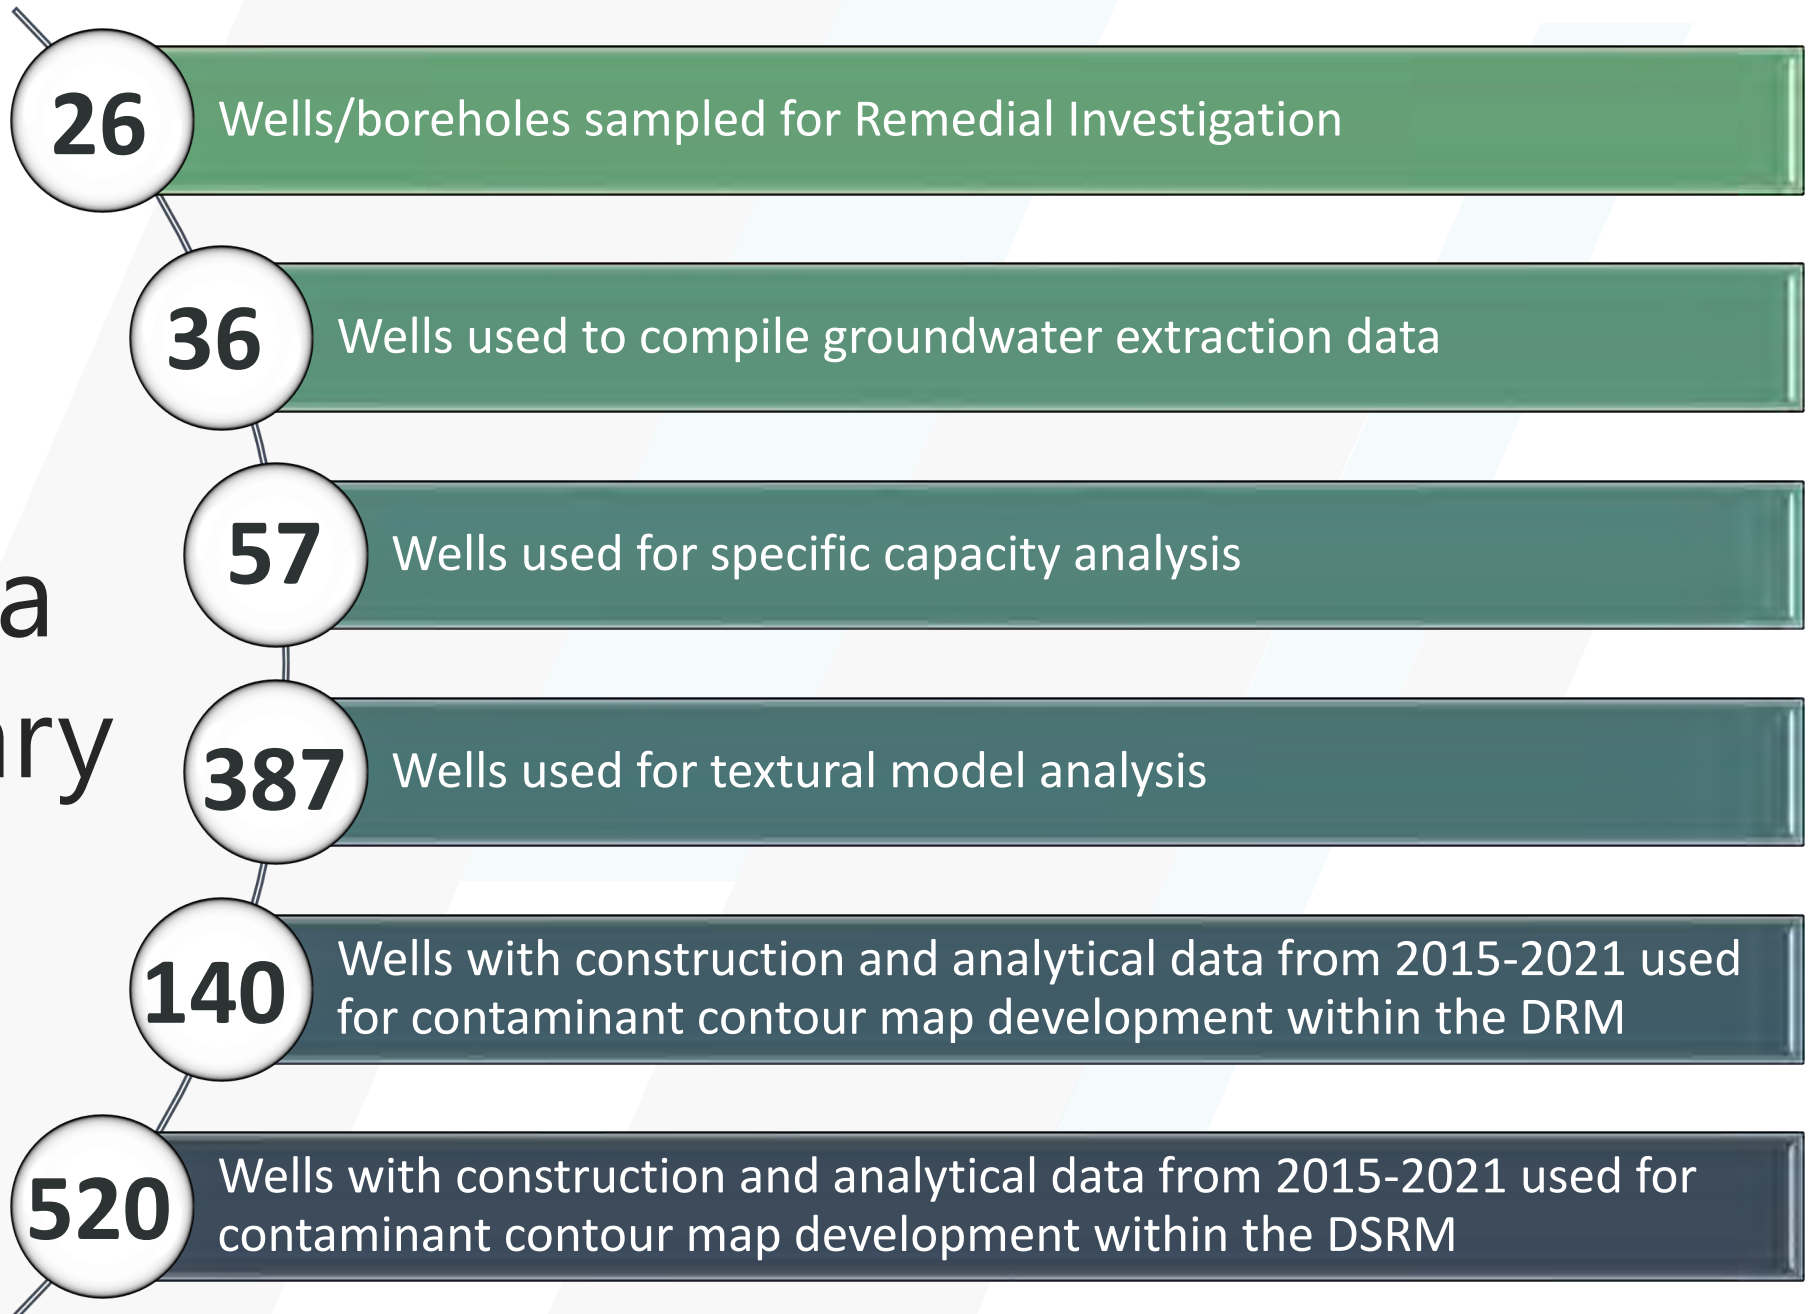 26
Wells/boreholes sampled for Remedial Investigation
36
Wells used to compile groundwater extraction data
57
Wells used for specific capacity analysis
387
Wells used for textural model analysis
140
Wells with construction and analytical data from 2015-2021 used
for contaminant contour map development within the DRM
520
Wells with construction and analytical data from 2015-2021 used for
contaminant contour map development within the DSRM